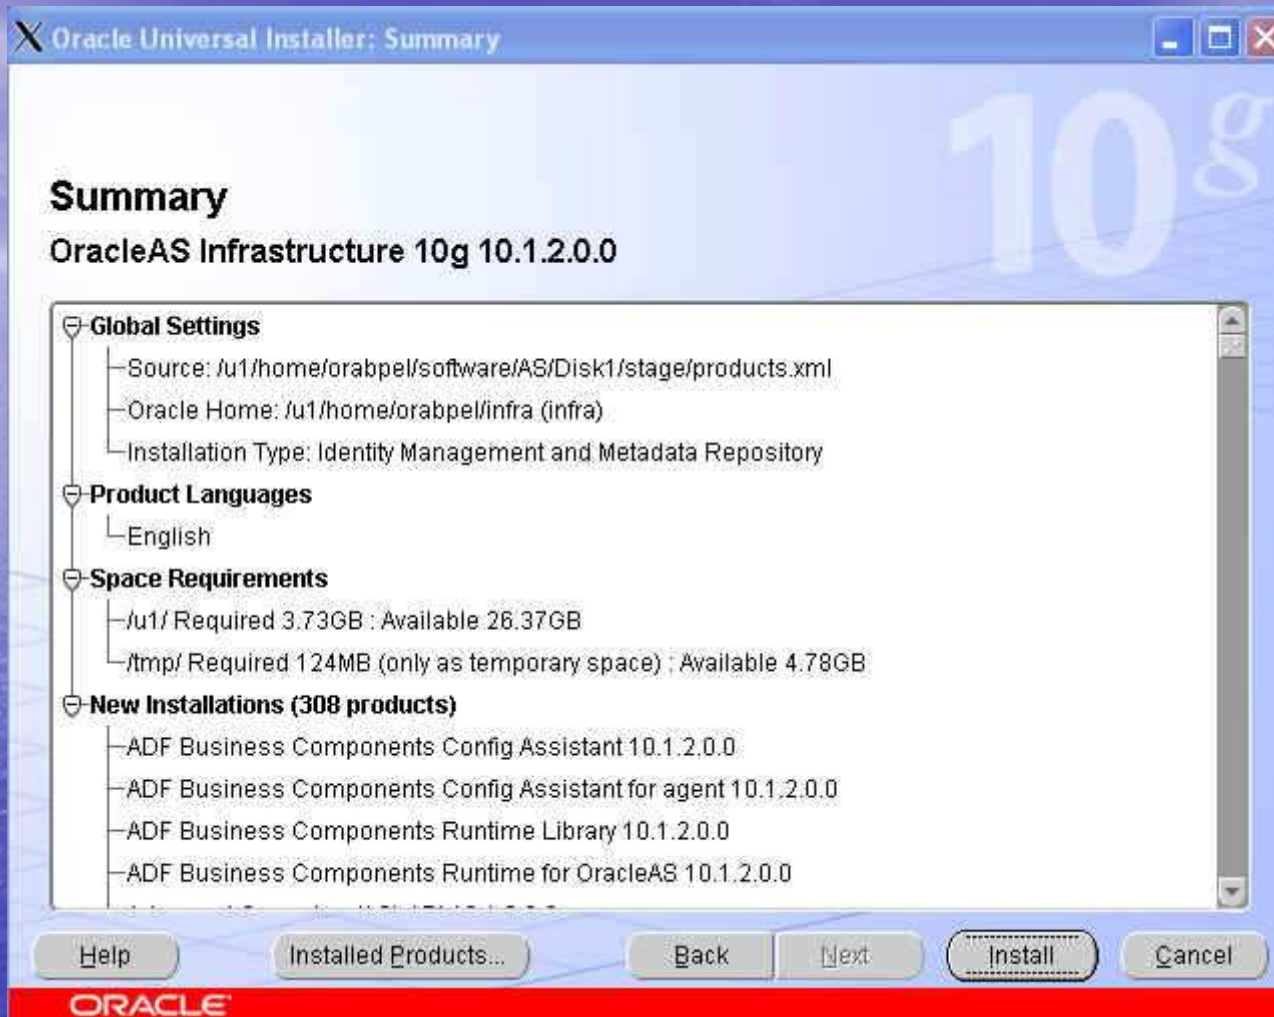 Oracle Universal Installer: Summary
10g
Summary
OracleAS Infrastructure 10g 10.1.2.0.0
Global Settings
Source: /u1/home/orabpel/software/AS/Disk1/stage/products.xml
Oracle Home: /u1/home/orabpel/infra (infra)
Installation Type: Identity Management and Metadata Repository
Product Languages
English
Space Requirements
/u1/ Required 3.73GB : Available 26.37GB
/tmp/ Required 124MB (only as temporary space) : Available 4.78GB
New Installations (308 products)
ADF Business Components Config Assistant 10.1.2.0.0
ADF Business Components Config Assistant for agent 10.1.2.0.0
ADF Business Components Runtime Library 10.1.2.0.0
ADF Business Components Runtime for OracleAS 10.1.2.0.0
Help Installed Products... Back Next Install Cancel
ORACLE